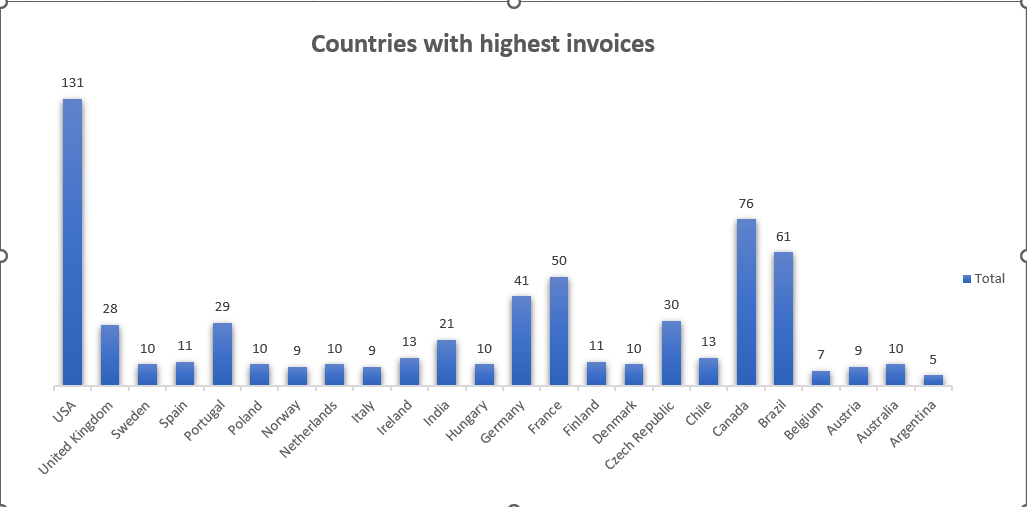 Countries with highest invoices
131
28
10
11
29
10
9
10
9
13
21
10
41
50
11
10
30
13
76
61
7
9
10
5
Total
USA
United Kingdom
Sweden
Spain
Portugal
Poland
Norway
Netherlands
Italy
Ireland
India
Hungary
Germany
France
Finland
Denmark
Czech Republic
Chile
Canada
Brazil
Belgium
Austria
Australia
Argentina